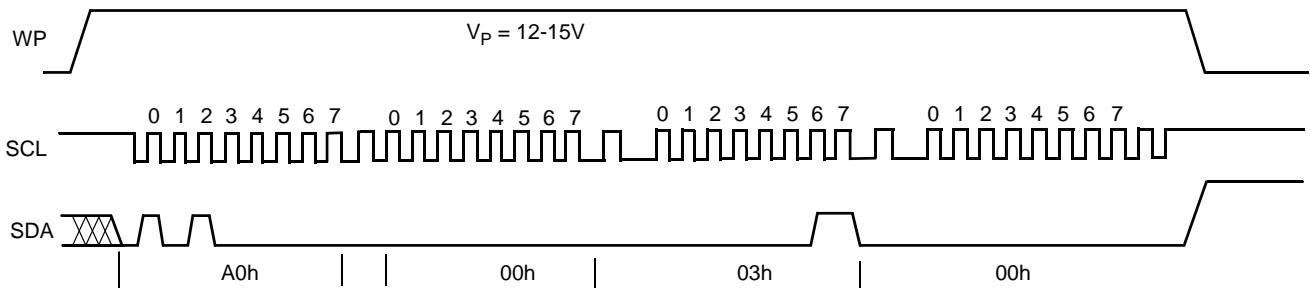 WP
V_P = 12-15V
SCL
0 1 2 3 4 5 6 7 0 1 2 3 4 5 6 7 0 1 2 3 4 5 6 7 0 1 2 3 4 5 6 7
SDA
A0h 00h 03h 00h